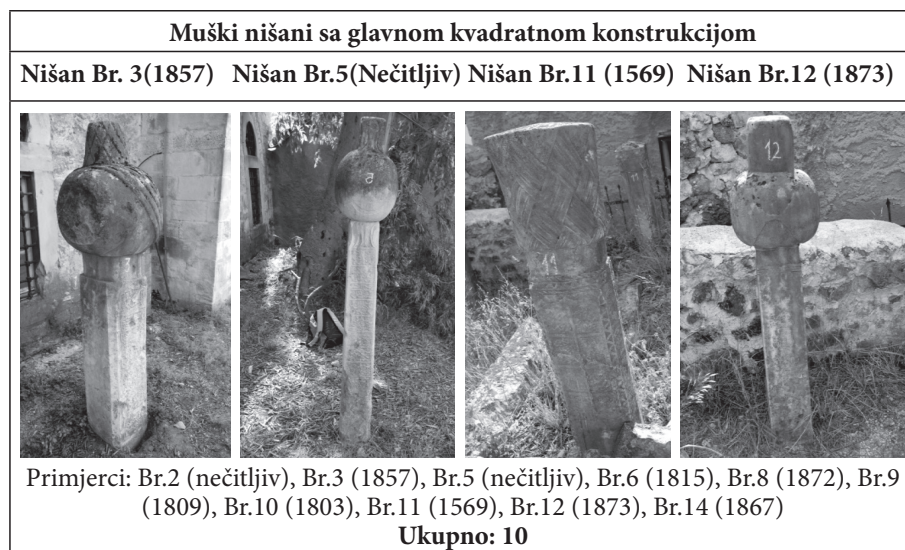 Muški nišani sa glavnom kvadratnom konstrukcijom
Nišan Br. 3(1857) Nišan Br.5(Nečitljiv) Nišan Br.11 (1569) Nišan Br.12 (1873)
5
11
12
Primjerci: Br.2 (nečitljiv), Br.3 (1857), Br.5 (nečitljiv), Br.6 (1815), Br.8 (1872), Br.9
(1809), Br.10 (1803), Br.11 (1569), Br.12 (1873), Br.14 (1867)
Ukupno: 10